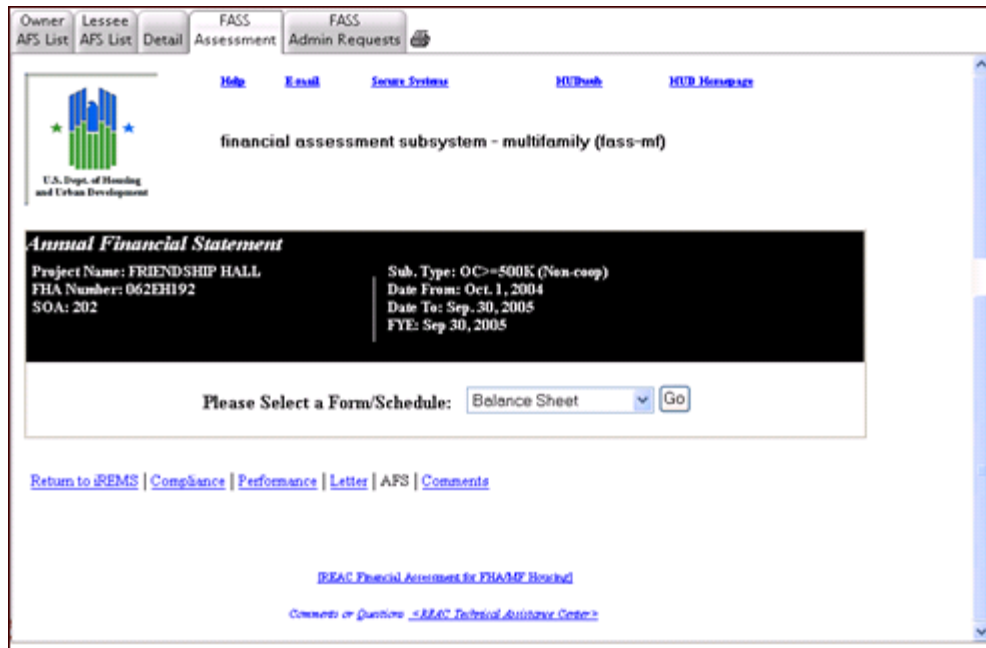 Owner AFS List
Lessee AFS List
Detail
FASS Assessment
FASS Admin Requests
Help
E-mail
Secure Systems
HUDweb
HUD Homepage
U.S. Dept. of Housing
and Urban Development
financial assessment subsystem - multifamily (fass-mf)
Annual Financial Statement
Project Name: FRIENDSHIP HALL
FHA Number: 062EH192
SOA: 202
Sub. Type: OC>=500K (Non-coop)
Date From: Oct. 1, 2004
Date To: Sep. 30, 2005
FYE: Sep 30, 2005
Please Select a Form/Schedule: Balance Sheet Go
Return to iREMS | Compliance | Performance | Letter | AFS | Comments
[REAC Financial Assessment for FHA/MF Housing]
Comments or Questions <REAC Technical Assistance Center>